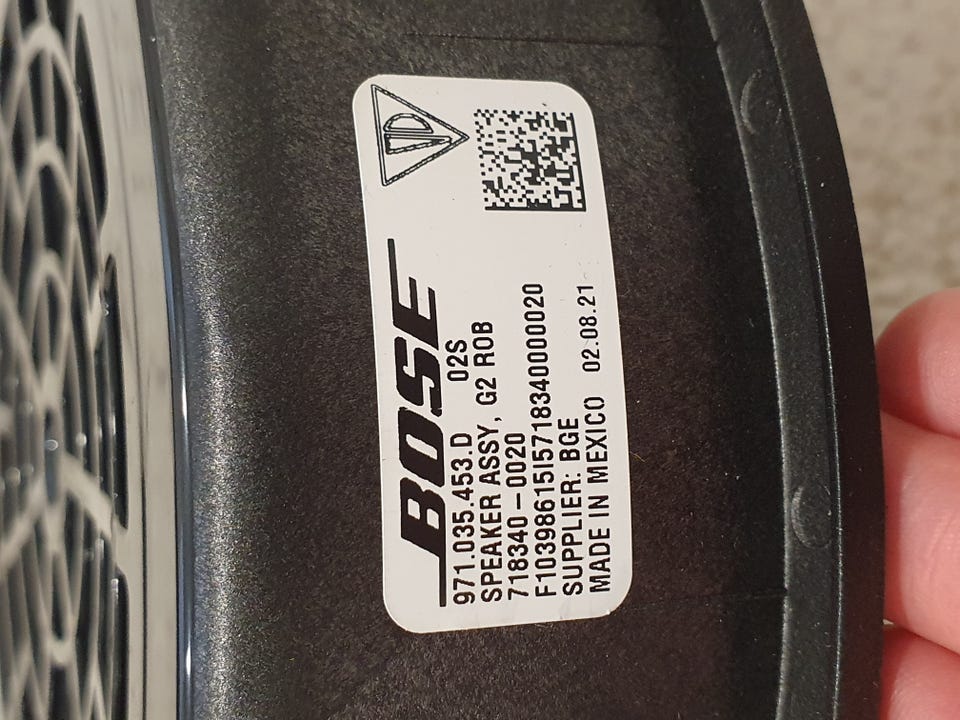 BOSE
971.035.453.D 02S
SPEAKER ASSY, G2 ROB
718340-0020
F10398615I5718340000020
SUPPLIER: BGE
MADE IN MEXICO 02.08.21